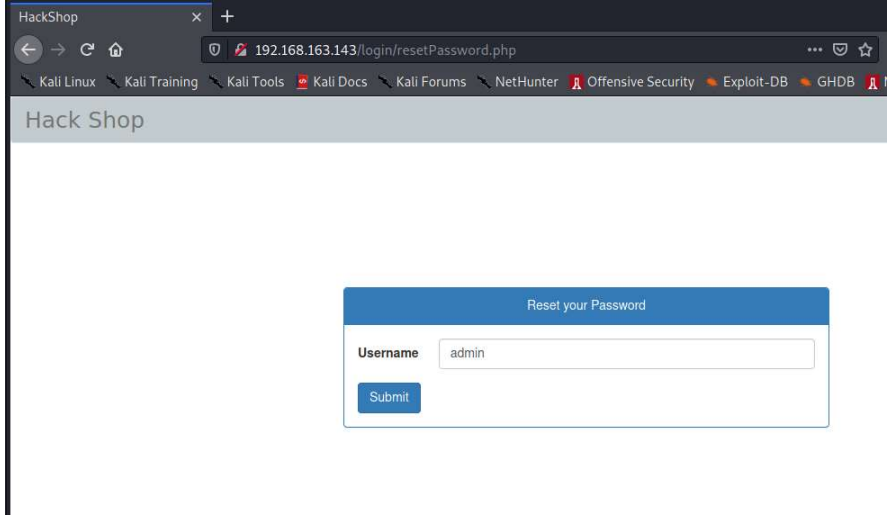 HackShop
192.168.163.143/login/resetPassword.php
Kali Linux Kali Training Kali Tools Kali Docs Kali Forums NetHunter Offensive Security Exploit-DB GHDB
Hack Shop
Reset your Password
Username admin
Submit